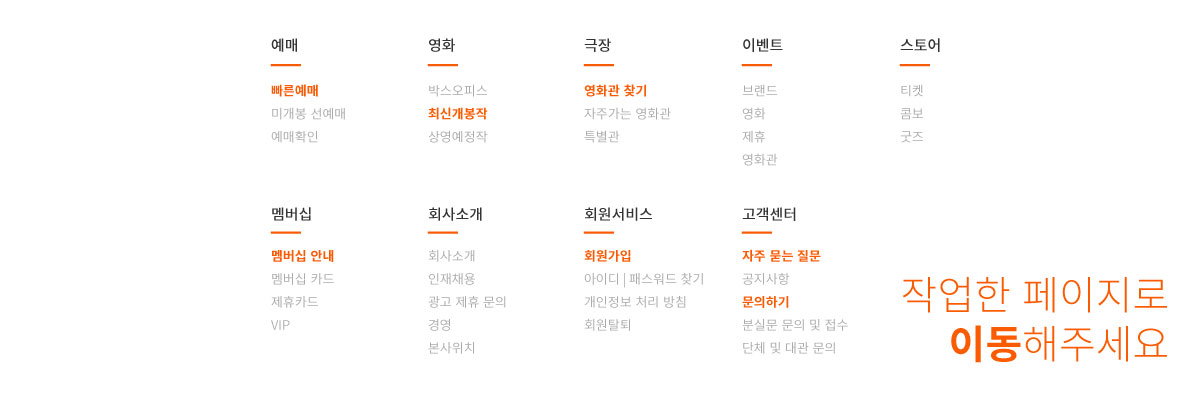 예매
빠른예매
미개봉 선예매
예매확인
영화
박스오피스
최신개봉작
상영예정작
극장
영화관 찾기
자주가는 영화관
특별관
이벤트
브랜드
영화
제휴
영화관
스토어
티켓
콤보
굿즈
멤버십
멤버십 안내
멤버십 카드
제휴카드
VIP
회사소개
회사소개
인재채용
광고 제휴 문의
경영
본사위치
회원서비스
회원가입
아이디 | 패스워드 찾기
개인정보 처리 방침
회원탈퇴
고객센터
자주 묻는 질문
공지사항
문의하기
분실문 문의 및 접수
단체 및 대관 문의
작업한 페이지로
이동해주세요